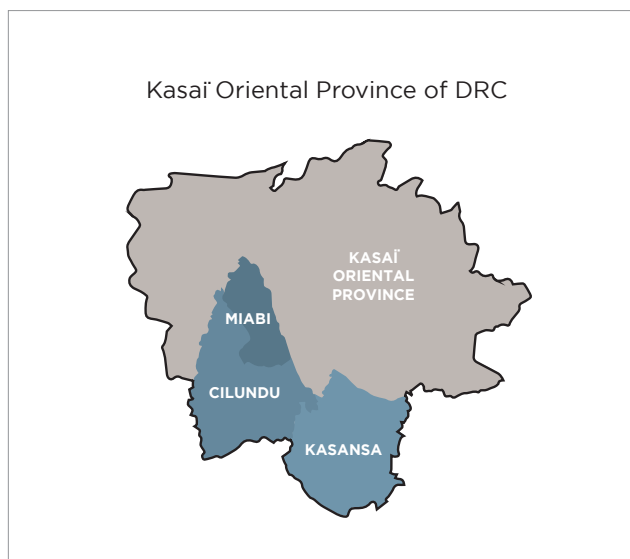 Kasaï Oriental Province of DRC
KASAÏ
ORIENTAL
PROVINCE
MIABI
CILUNDU
KASANSA